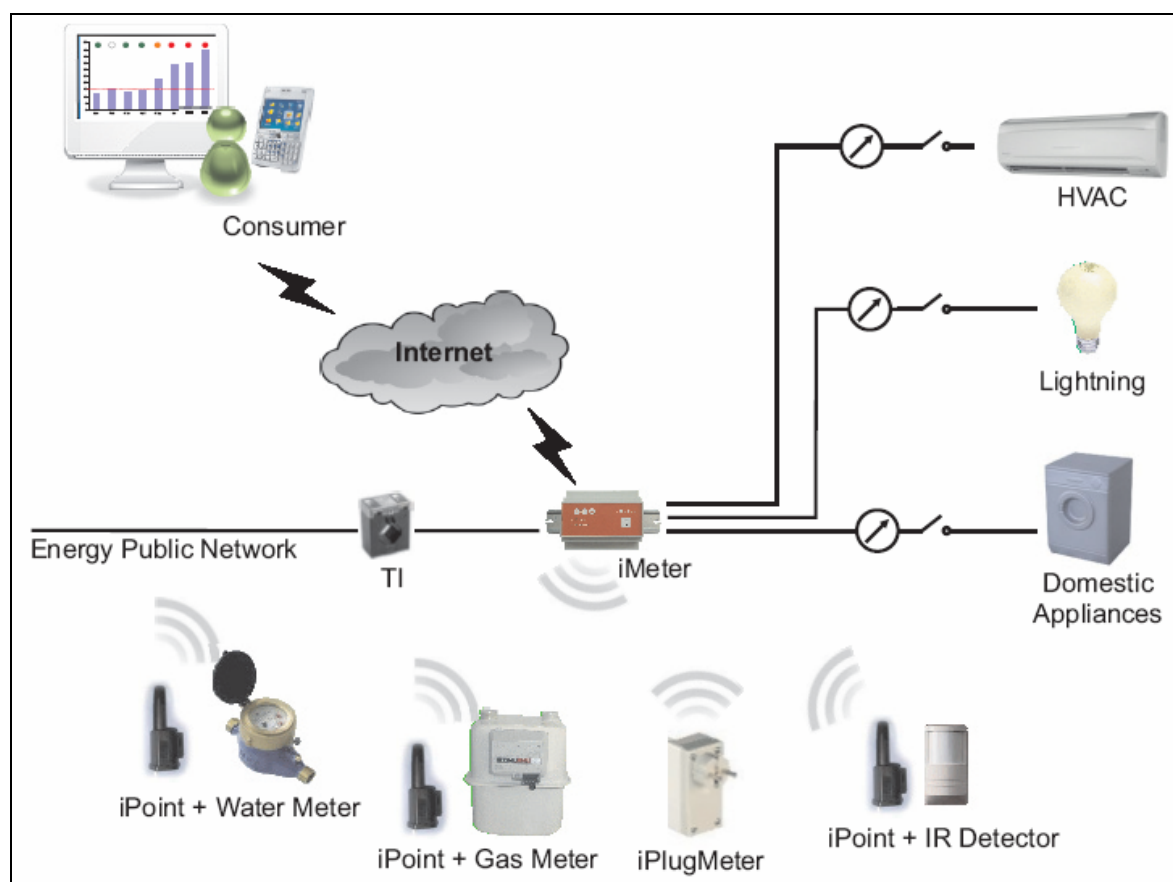 Consumer
HVAC
Internet
Lightning
Energy Public Network
TI
iMeter
Domestic
Appliances
iPoint + Water Meter
iPoint + Gas Meter
iPlugMeter
iPoint + IR Detector